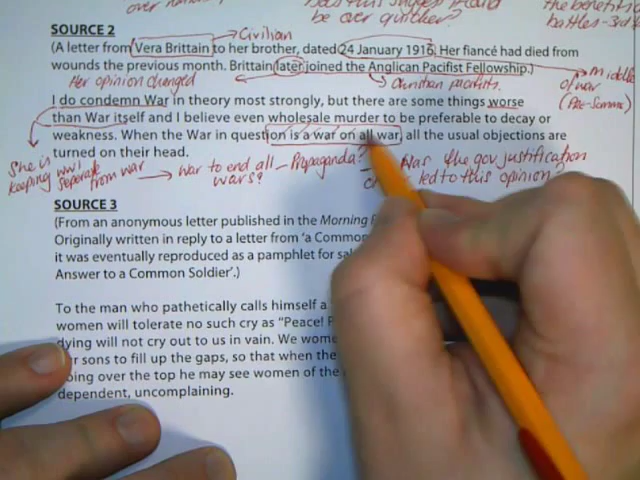 over
be over quicker?
the benefit of
battles - 3rd
SOURCE 2
Civilian
(A letter from Vera Brittain to her brother, dated 24 January 1916. Her fiancé had died from
wounds the previous month. Brittain later joined the Anglican Pacifist Fellowship.)
Her opinion changed
Christian pacifists.
middle
of war
(Pre-Somme)
I do condemn War in theory most strongly, but there are some things worse
than War itself and I believe even wholesale murder to be preferable to decay or
weakness. When the War in question is a war on all war, all the usual objections are
turned on their head.
She is
keeping WWI
seperate
from war
war to end all
wars?
Propaganda?
Has the gov justification
led to this opinion?
SOURCE 3
(From an anonymous letter published in the Morning
Originally written in reply to a letter from 'a Common
it was eventually reproduced as a pamphlet for
Answer to a Common Soldier'.)
To the man who pathetically calls himself a
women will tolerate no such cry as "Peace!
dying will not cry out to us in vain. We women
sons to fill up the gaps, so that when the
going over the top he may see women of the
dependent, uncomplaining.